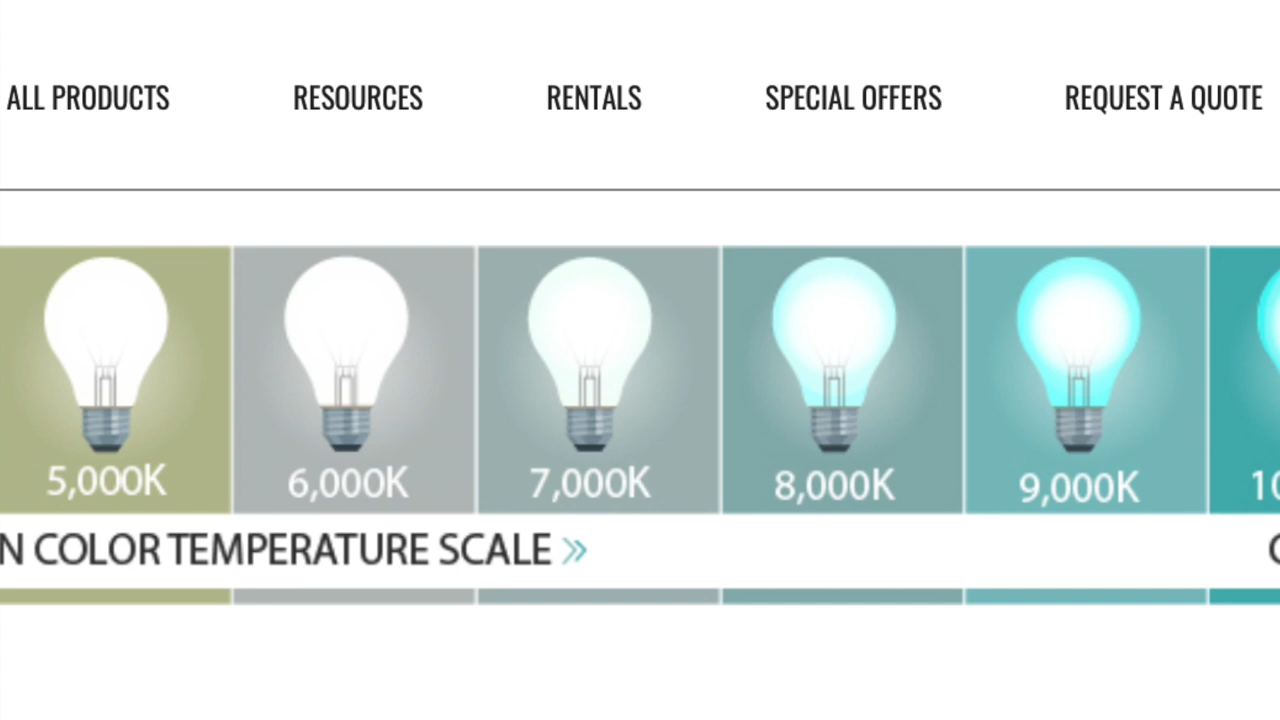 ALL PRODUCTS RESOURCES RENTALS SPECIAL OFFERS REQUEST A QUOTE
5,000K 6,000K 7,000K 8,000K 9,000K 10
N COLOR TEMPERATURE SCALE »